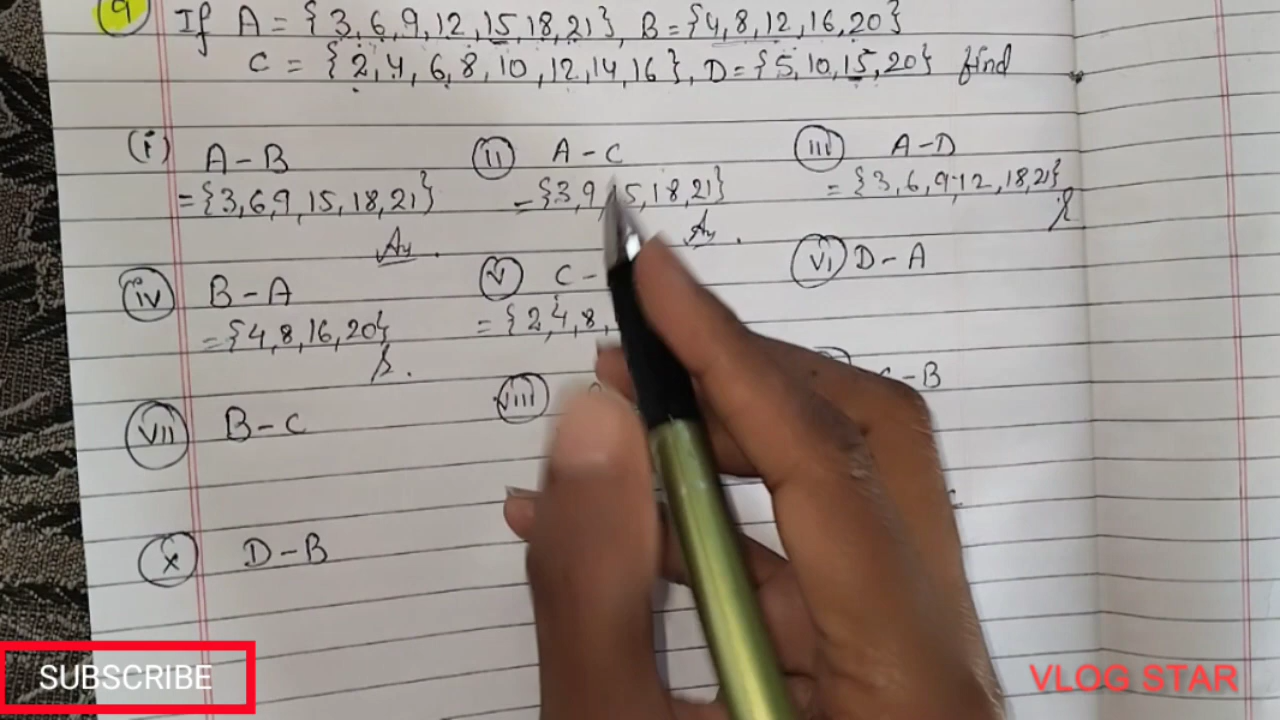 9 If A = {3,6,9,12,15,18,21}, B={4,8,12,16,20}
C = {2,4,6,8,10,12,14,16}, D={5,10,15,20} find
(i) A-B (ii) A-C (iii) A-D
={3,6,9,15,18,21} ={3,9,15,18,21} ={3,6,9,12,18,21}
(iv) B-A (v) C- (vi) D-A
={4,8,16,20} ={2,4,8,
(vii) B-C (viii) C-B
(x) D-B
SUBSCRIBE VLOG STAR